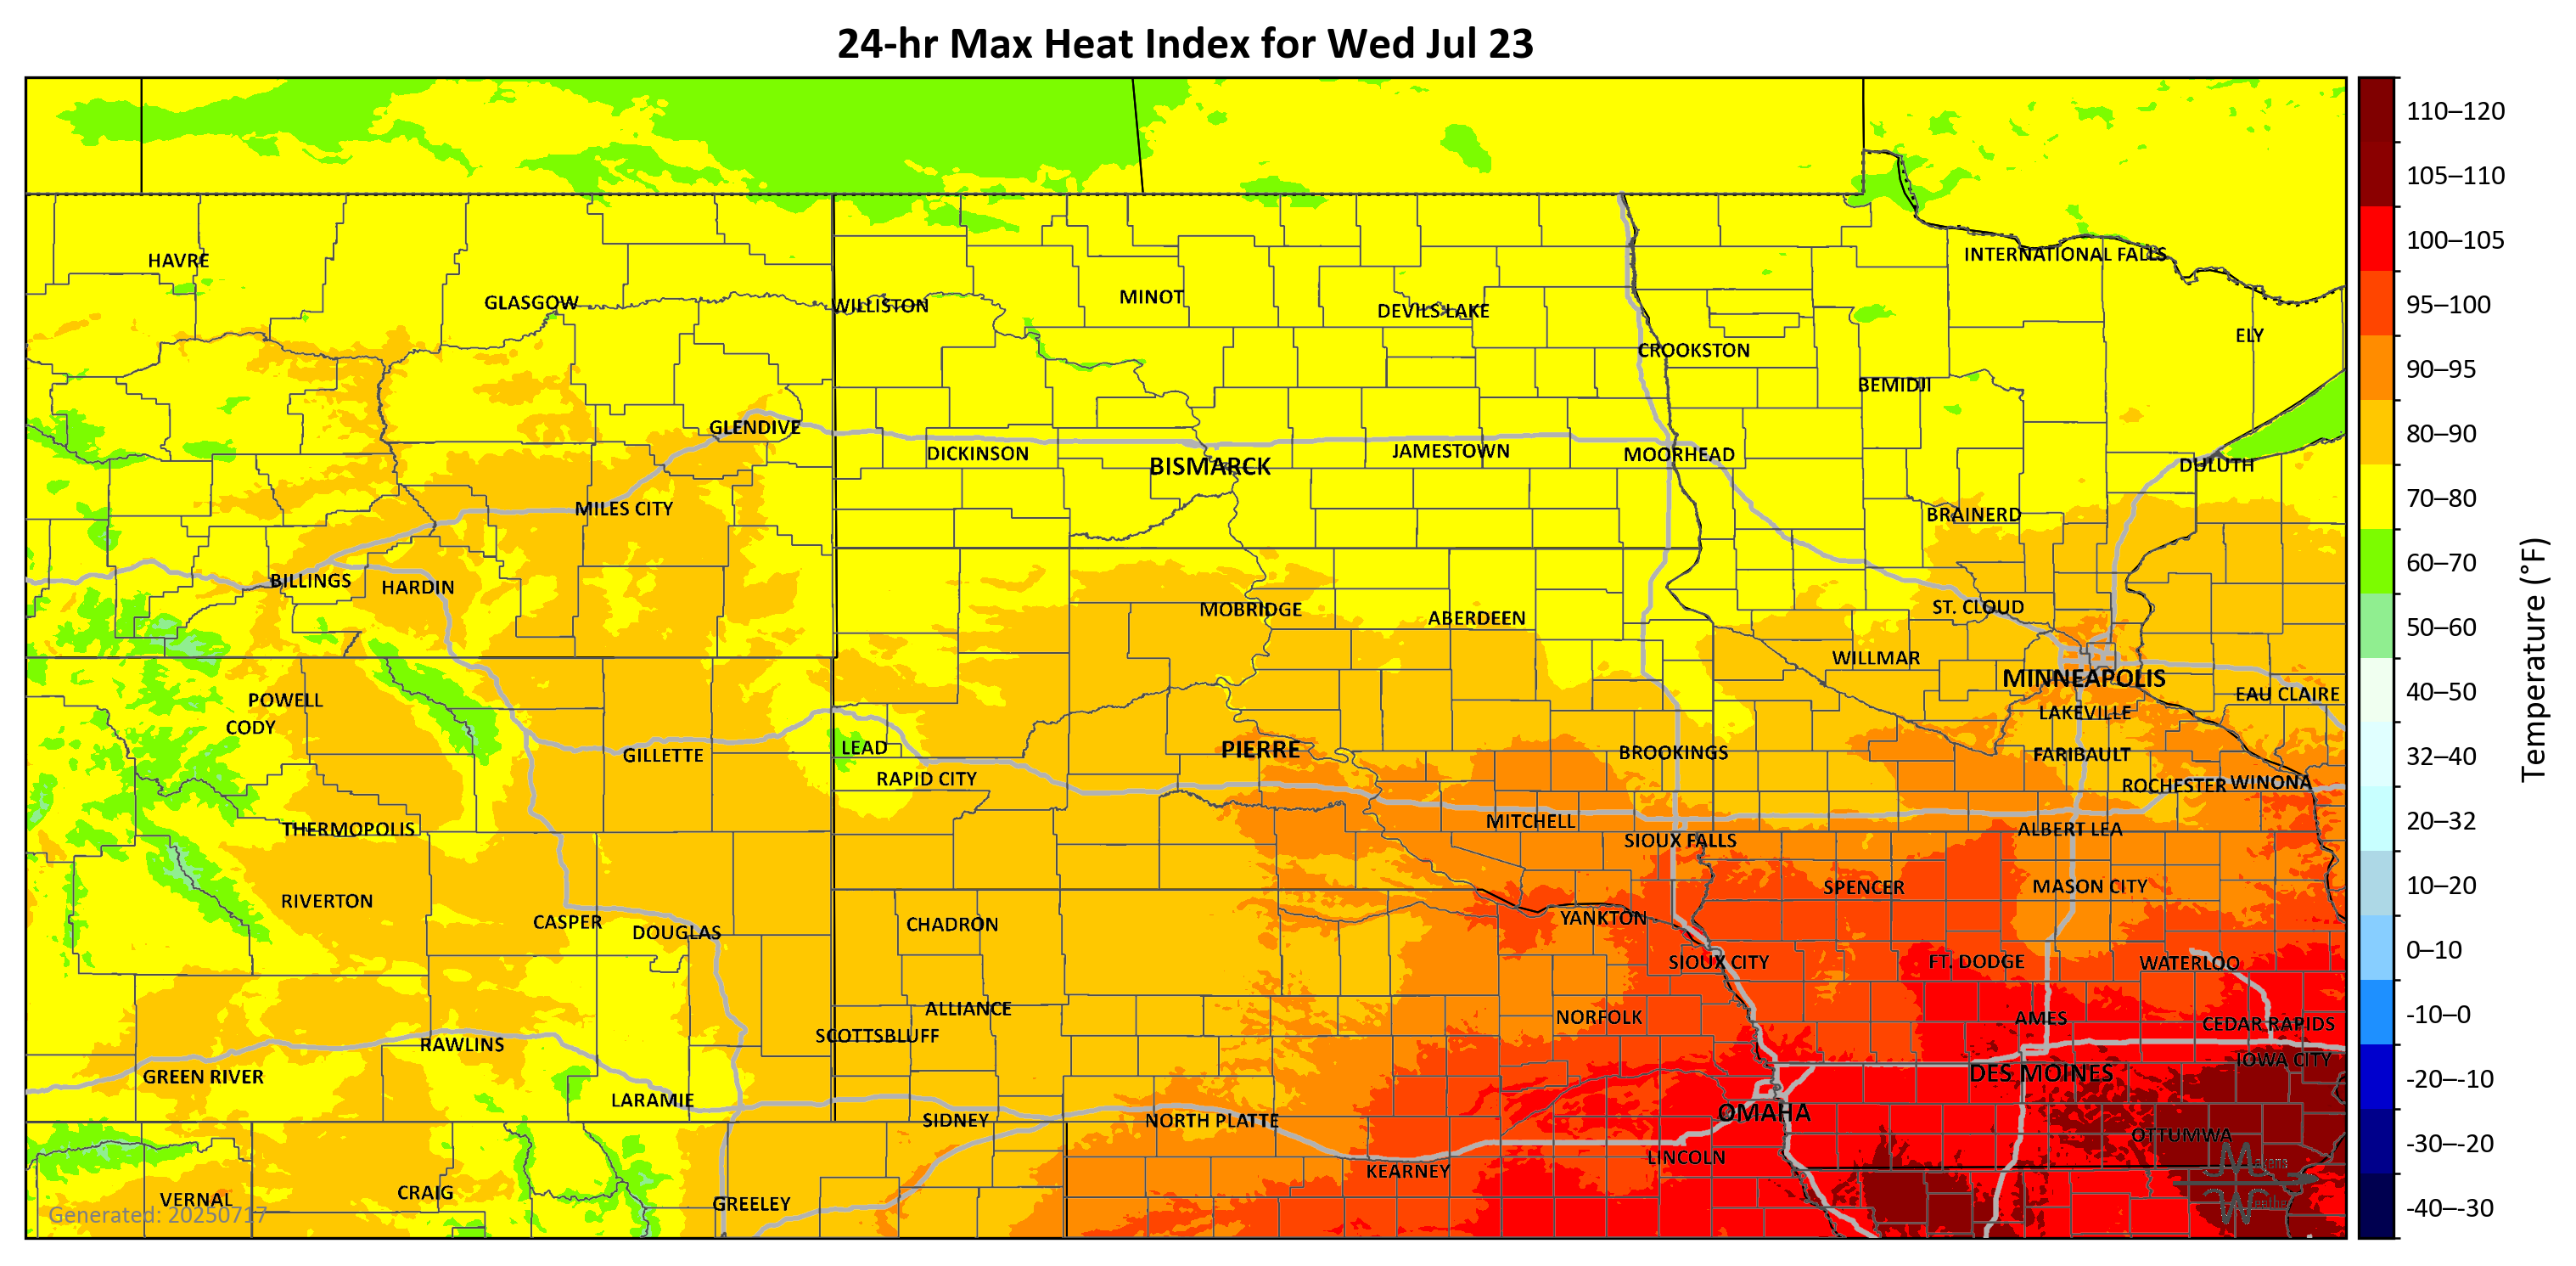 24-hr Max Heat Index for Wed Jul 23
110–120
105–110
INTERNATIONAL FALLS
100–105
HAVRE
MINOT
GLASGOW
WILLISTON
DEVILS LAKE
95–100
ELY
CROOKSTON
90–95
BEMIDJI
GLENDIVE
80–90
DICKINSON
JAMESTOWN
MOORHEAD
BISMARCK
DULUTH
70–80
MILES CITY
BRAINERD
60–70
BILLINGS
HARDIN
MOBRIDGE
ST. CLOUD
ABERDEEN
50–60
Temperature (°F)
WILLMAR
MINNEAPOLIS
40–50
EAU CLAIRE
POWELL
LAKEVILLE
CODY
LEAD
PIERRE
BROOKINGS
GILLETTE
FARIBAULT
32–40
RAPID CITY
ROCHESTER
WINONA
MITCHELL
20–32
THERMOPOLIS
ALBERT LEA
SIOUX FALLS
SPENCER
MASON CITY
10–20
RIVERTON
CASPER
YANKTON
CHADRON
DOUGLAS
0–10
SIOUX CITY
FT. DODGE
WATERLOO
ALLIANCE
NORFOLK
AMES
-10–0
CEDAR RAPIDS
SCOTTSBLUFF
RAWLINS
IOWA CITY
GREEN RIVER
DES MOINES
-20–-10
LARAMIE
OMAHA
SIDNEY
NORTH PLATTE
OTTUMWA
-30–-20
LINCOLN
KEARNEY
CRAIG
VERNAL
GREELEY
-40–-30
Generated: 20250717